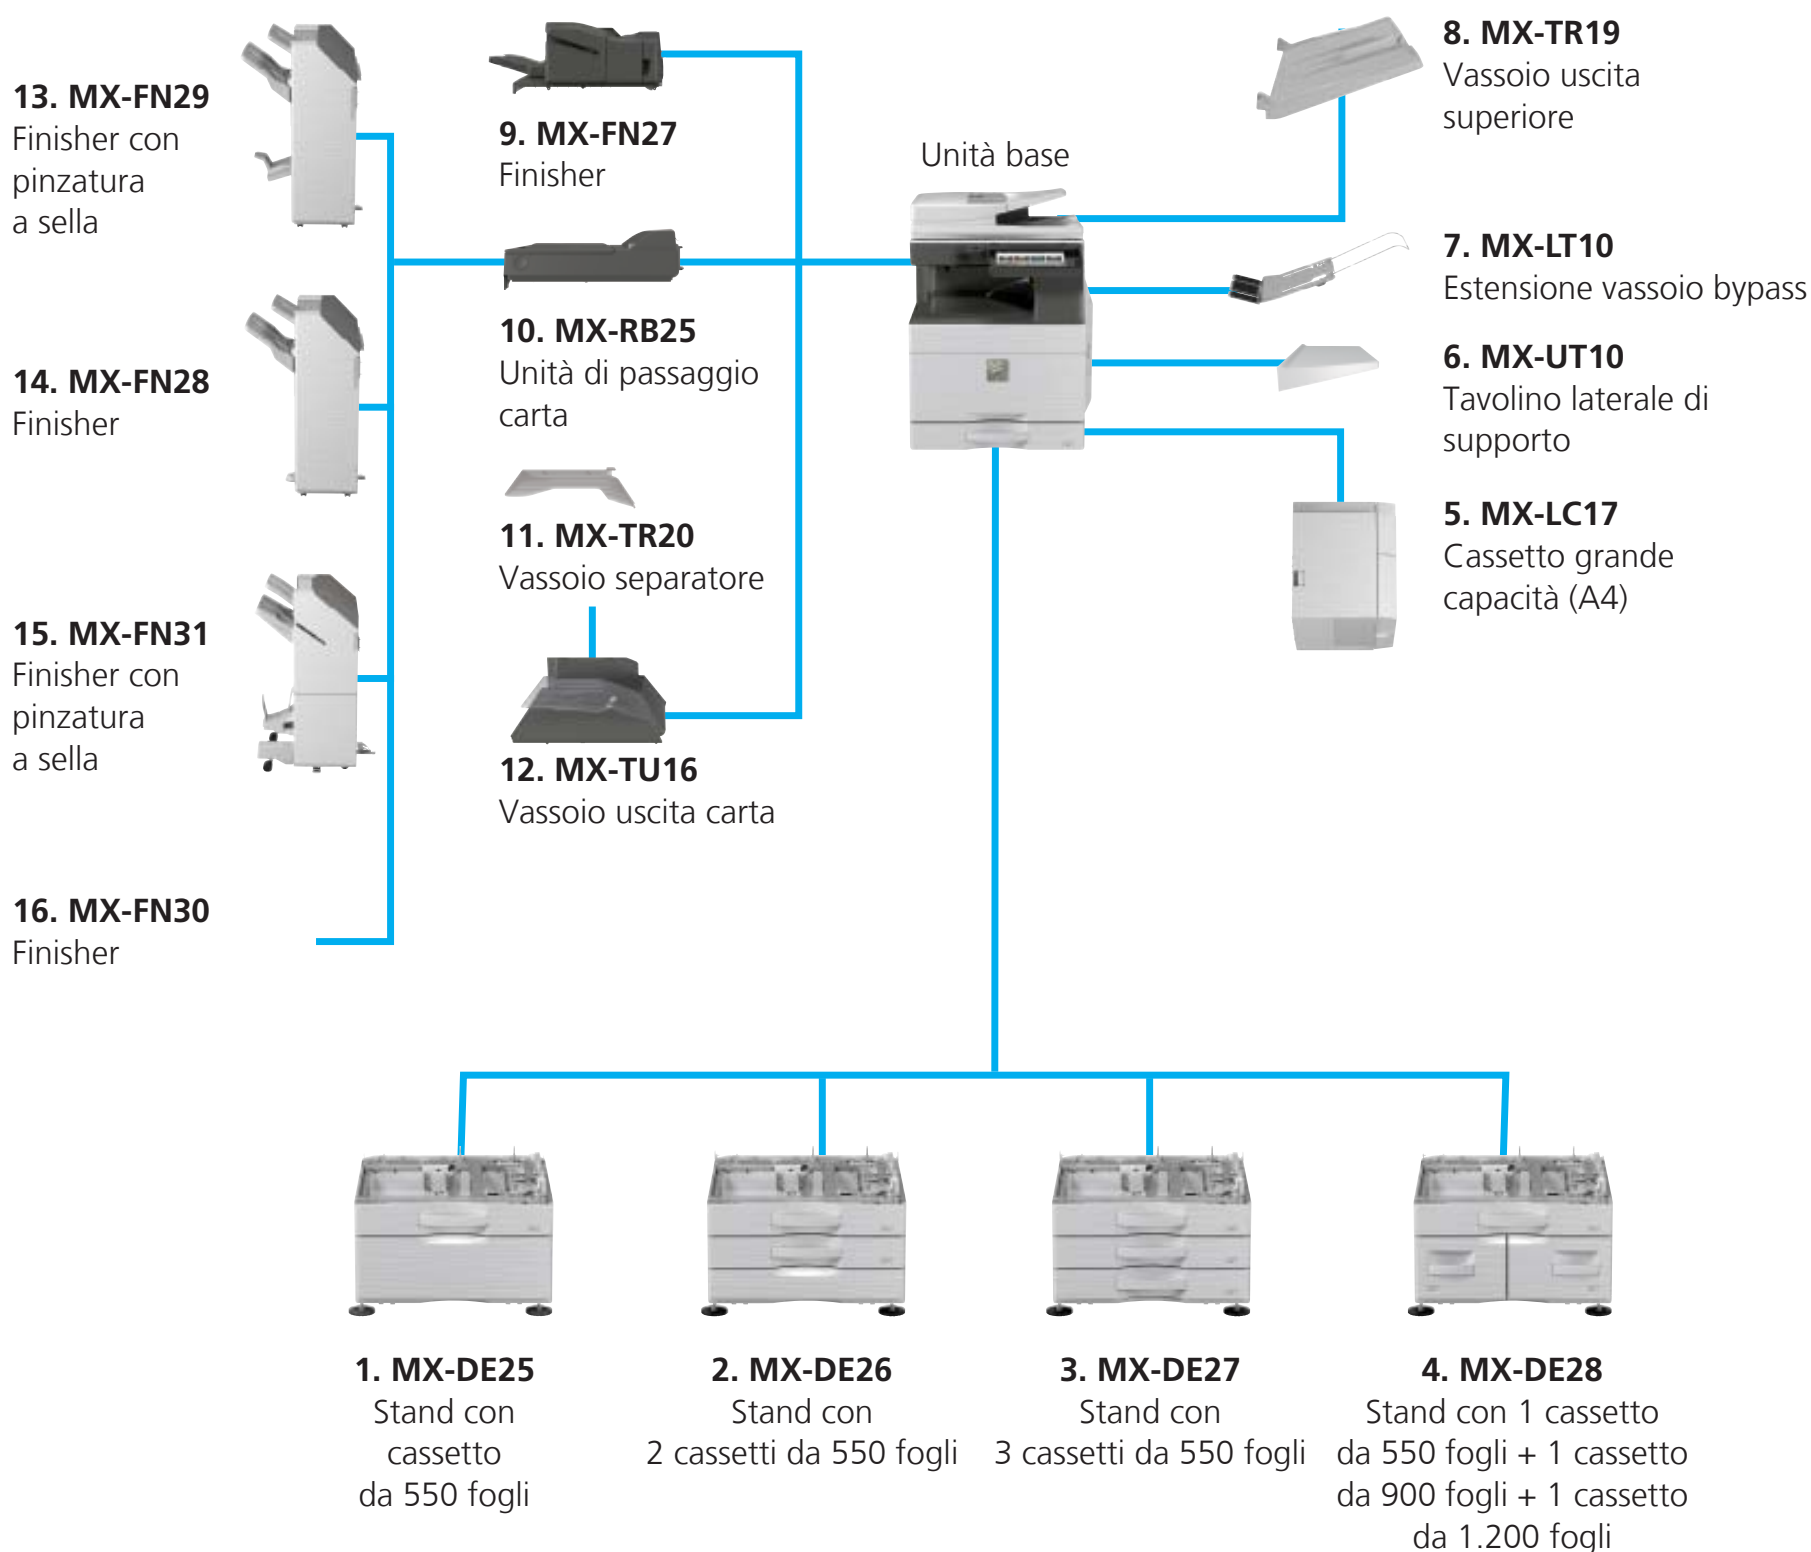 13. MX-FN29
Finisher con
pinzatura
a sella
14. MX-FN28
Finisher
15. MX-FN31
Finisher con
pinzatura
a sella
16. MX-FN30
Finisher
9. MX-FN27
Finisher
10. MX-RB25
Unità di passaggio
carta
11. MX-TR20
Vassoio separatore
12. MX-TU16
Vassoio uscita carta
Unità base
8. MX-TR19
Vassoio uscita
superiore
7. MX-LT10
Estensione vassoio bypass
6. MX-UT10
Tavolino laterale di
supporto
5. MX-LC17
Cassetto grande
capacità (A4)
1. MX-DE25
Stand con
cassetto
da 550 fogli
2. MX-DE26
Stand con
2 cassetti da 550 fogli
3. MX-DE27
Stand con
3 cassetti da 550 fogli
4. MX-DE28
Stand con 1 cassetto
da 550 fogli + 1 cassetto
da 900 fogli + 1 cassetto
da 1.200 fogli